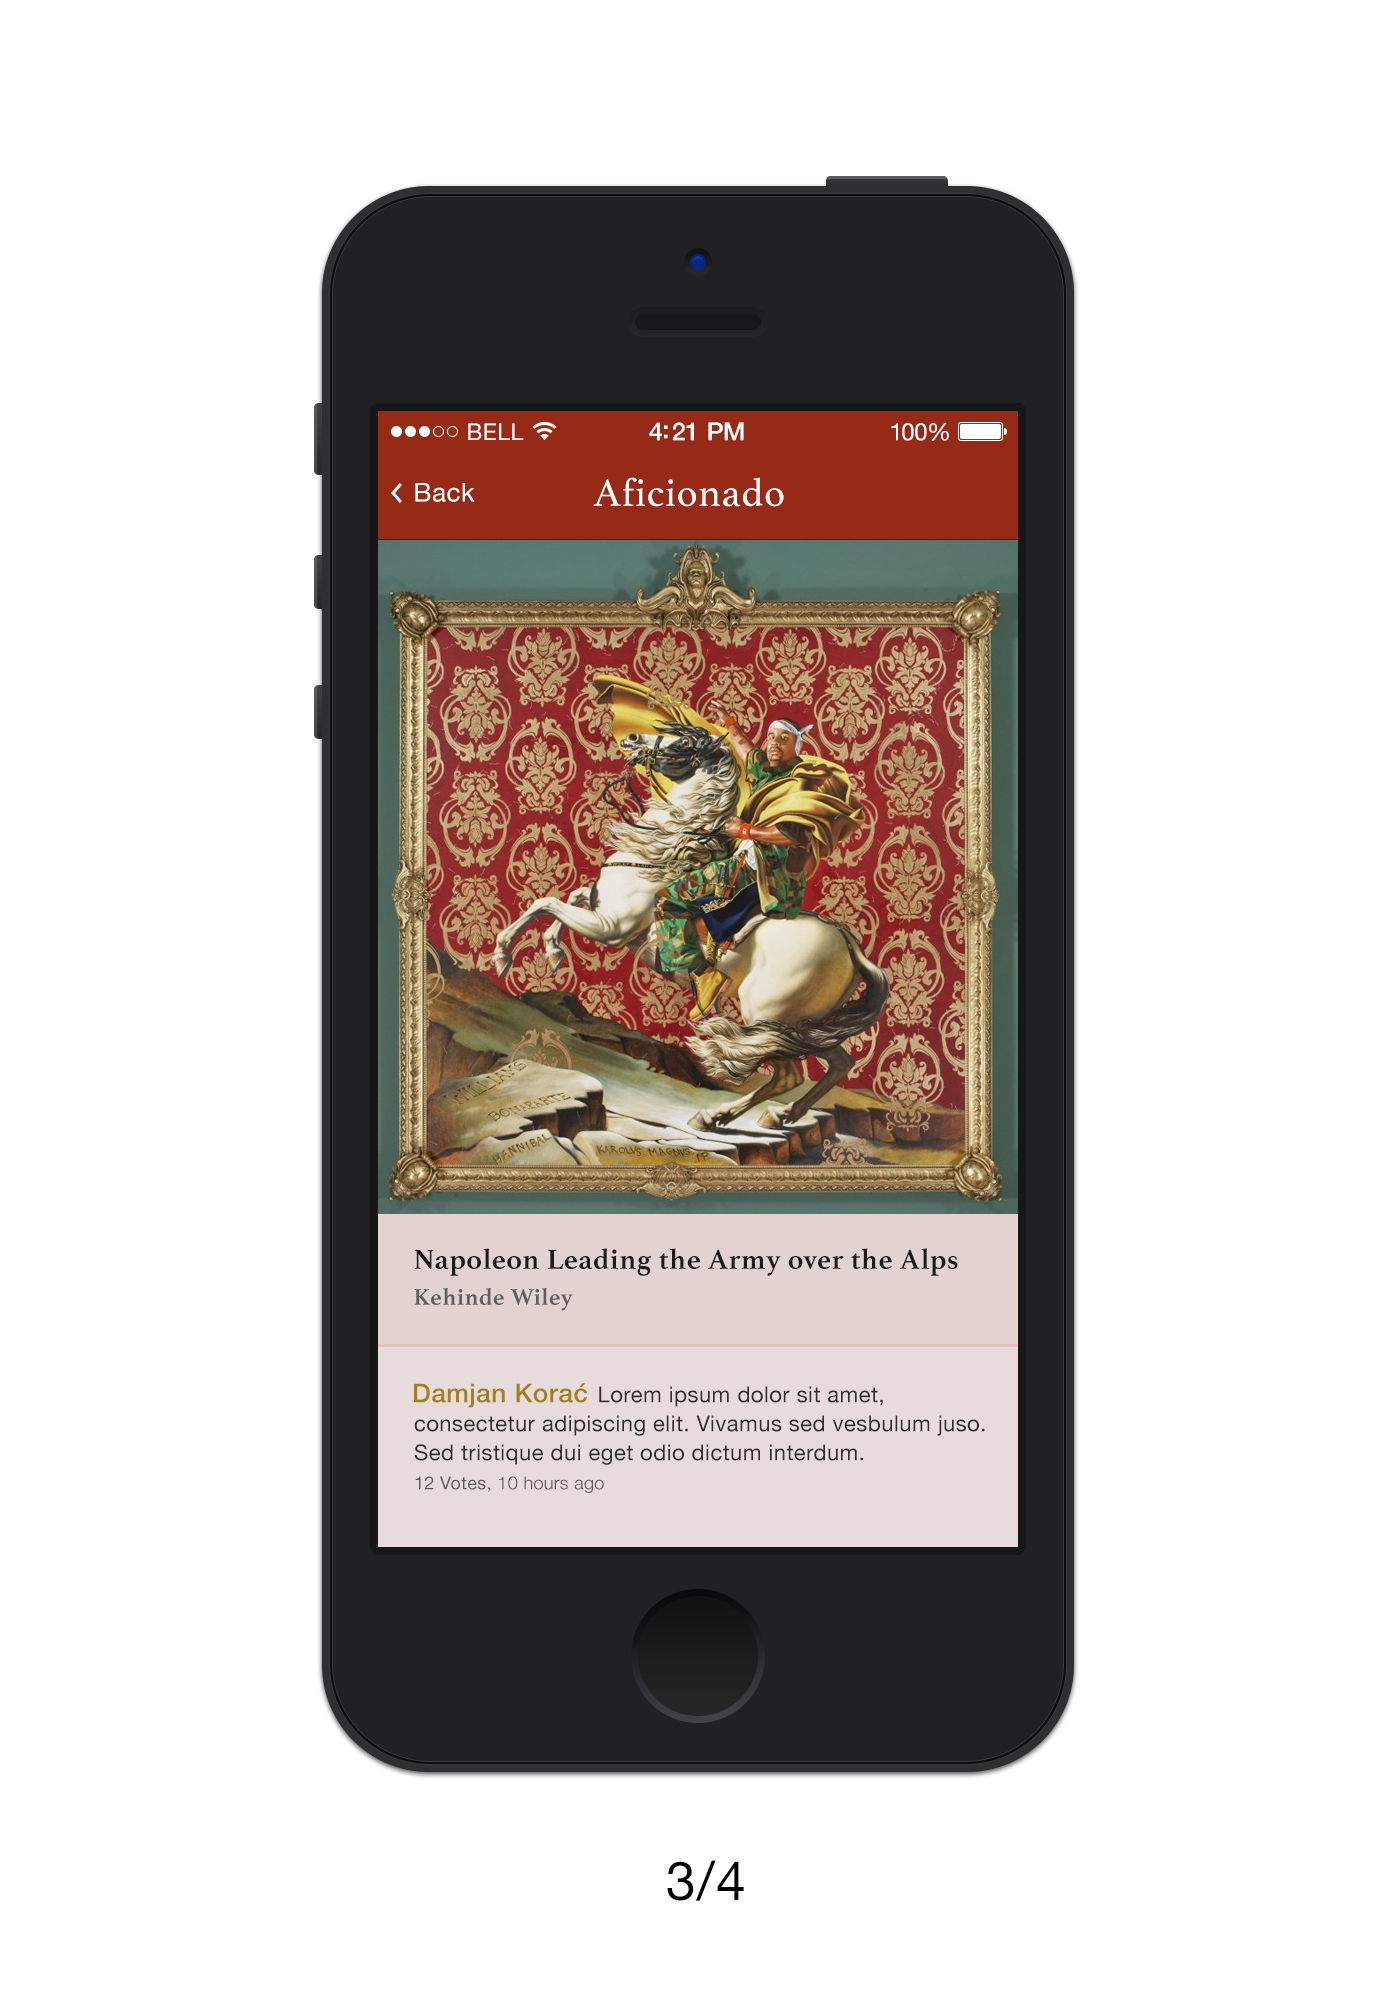 BELL 4:21 PM 100%
Back Aficionado
WILLIAMS
BONAPARTE
HANNIBAL KAROLVS MAGNVS IP
Napoleon Leading the Army over the Alps
Kehinde Wiley
Damjan Korać Lorem ipsum dolor sit amet,
consectetur adipiscing elit. Vivamus sed vesbulum juso.
Sed tristique dui eget odio dictum interdum.
12 Votes, 10 hours ago
3/4